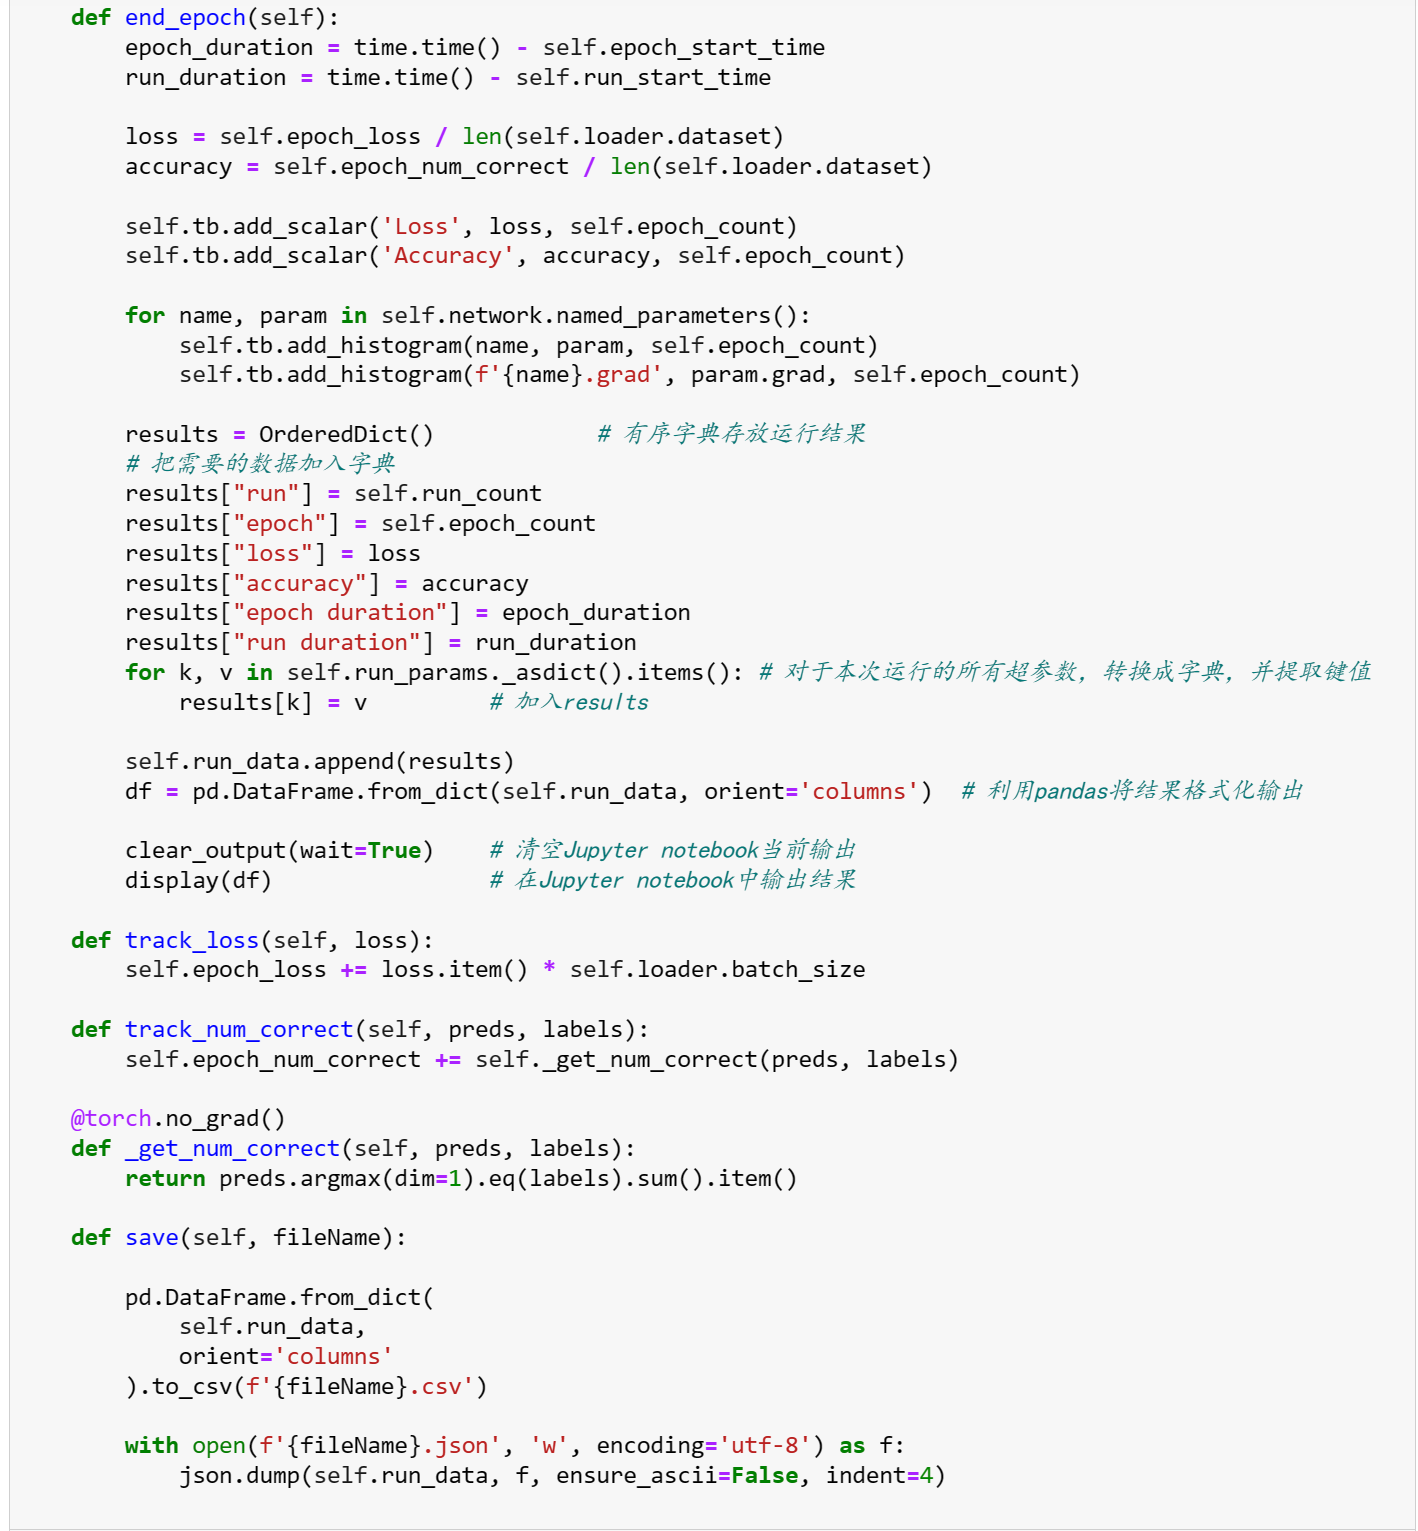 def end_epoch(self):
    epoch_duration = time.time() - self.epoch_start_time
    run_duration = time.time() - self.run_start_time

    loss = self.epoch_loss / len(self.loader.dataset)
    accuracy = self.epoch_num_correct / len(self.loader.dataset)

    self.tb.add_scalar('Loss', loss, self.epoch_count)
    self.tb.add_scalar('Accuracy', accuracy, self.epoch_count)

    for name, param in self.network.named_parameters():
        self.tb.add_histogram(name, param, self.epoch_count)
        self.tb.add_histogram(f'{name}.grad', param.grad, self.epoch_count)

    results = OrderedDict()            # 有序字典存放运行结果
    # 把需要的数据加入字典
    results["run"] = self.run_count
    results["epoch"] = self.epoch_count
    results["loss"] = loss
    results["accuracy"] = accuracy
    results["epoch duration"] = epoch_duration
    results["run duration"] = run_duration
    for k, v in self.run_params._asdict().items(): # 对于本次运行的所有超参数，转换成字典，并提取键值
        results[k] = v         # 加入results

    self.run_data.append(results)
    df = pd.DataFrame.from_dict(self.run_data, orient='columns')  # 利用pandas将结果格式化输出

    clear_output(wait=True)    # 清空Jupyter notebook当前输出
    display(df)                # 在Jupyter notebook中输出结果

def track_loss(self, loss):
    self.epoch_loss += loss.item() * self.loader.batch_size

def track_num_correct(self, preds, labels):
    self.epoch_num_correct += self._get_num_correct(preds, labels)

@torch.no_grad()
def _get_num_correct(self, preds, labels):
    return preds.argmax(dim=1).eq(labels).sum().item()

def save(self, fileName):

    pd.DataFrame.from_dict(
        self.run_data,
        orient='columns'
    ).to_csv(f'{fileName}.csv')

    with open(f'{fileName}.json', 'w', encoding='utf-8') as f:
        json.dump(self.run_data, f, ensure_ascii=False, indent=4)